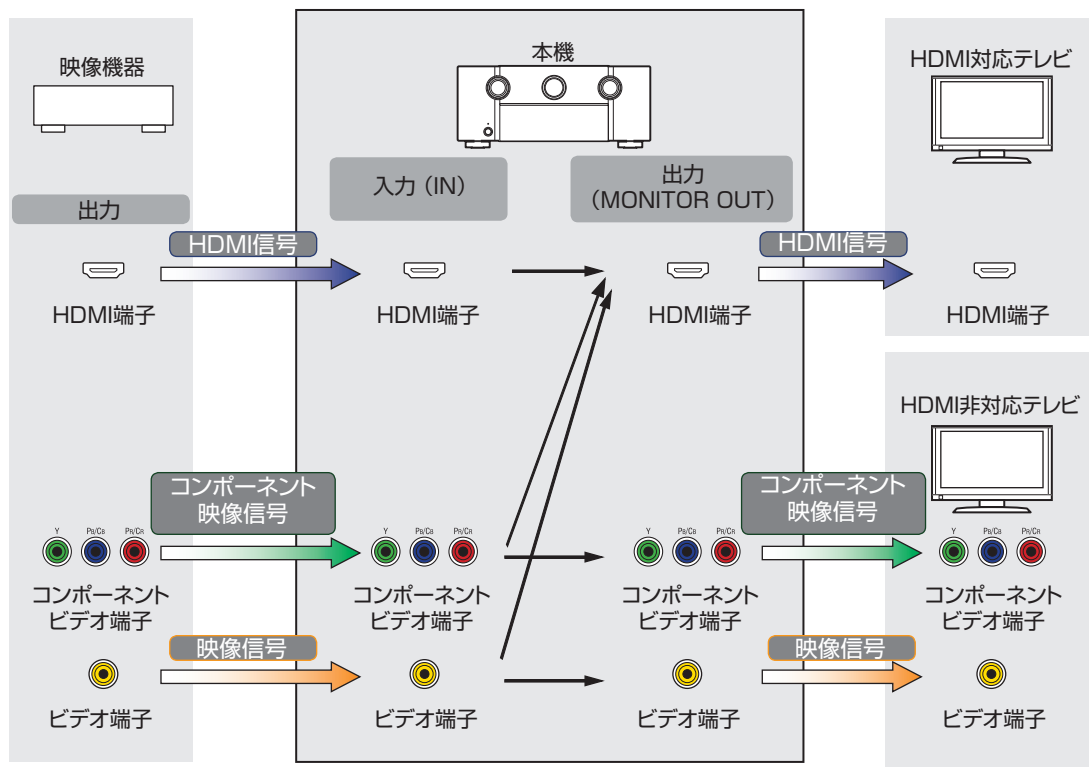 映像機器
本機
HDMI対応テレビ
出力
入力（IN）
出力
（MONITOR OUT）
HDMI信号
HDMI信号
HDMI端子
HDMI端子
HDMI端子
HDMI端子
HDMI非対応テレビ
コンポーネント
映像信号
コンポーネント
映像信号
Y PB/CB PR/CR
Y PB/CB PR/CR
Y PB/CB PR/CR
Y PB/CB PR/CR
コンポーネント
ビデオ端子
コンポーネント
ビデオ端子
コンポーネント
ビデオ端子
コンポーネント
ビデオ端子
映像信号
映像信号
ビデオ端子
ビデオ端子
ビデオ端子
ビデオ端子